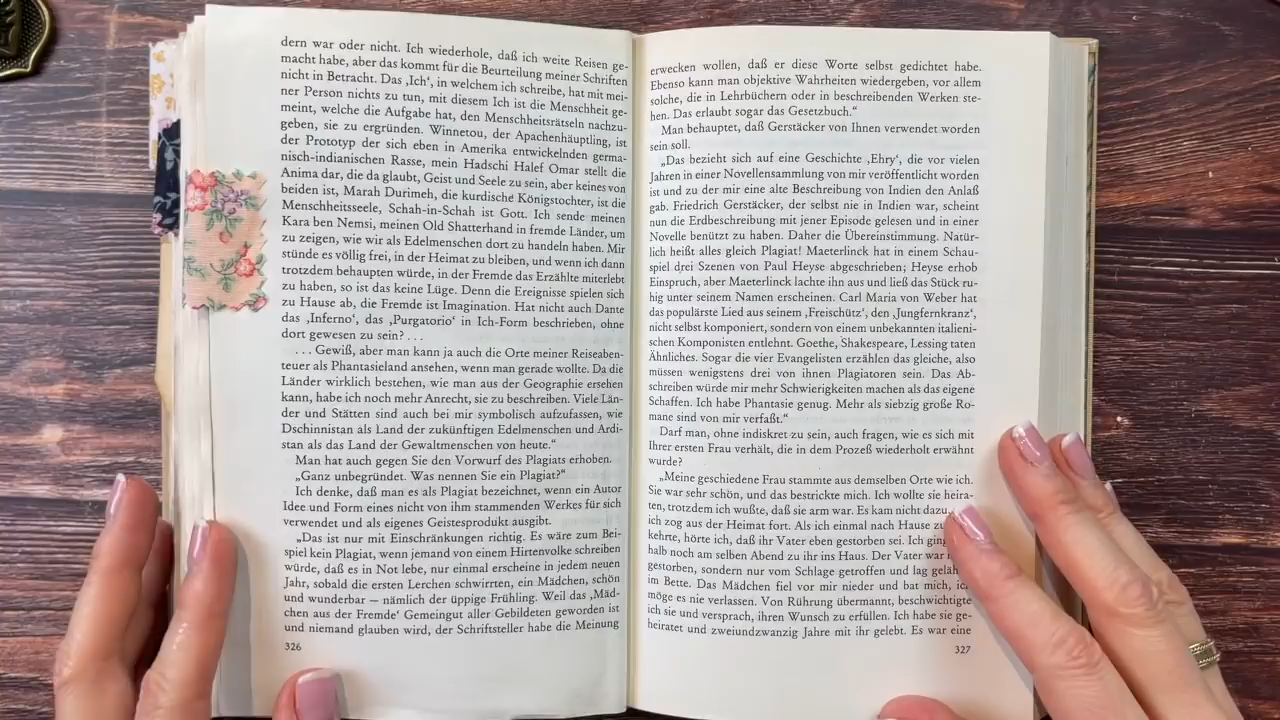 dern war oder nicht. Ich wiederhole, daß ich weite Reisen ge-
macht habe, aber das kommt für die Beurteilung meiner Schriften
nicht in Betracht. Das ‚Ich‘, in welchem ich schreibe, hat mit mei-
ner Person nichts zu tun, mit diesem Ich ist die Menschheit ge-
meint, welche die Aufgabe hat, den Menschheitsrätseln nachzu-
geben, sie zu ergründen. Winnetou, der Apachenhäuptling, ist
der Prototyp der sich eben in Amerika entwickelnden germa-
nisch-indianischen Rasse, mein Hadschi Halef Omar stellt die
Anima dar, die da glaubt, Geist und Seele zu sein, aber keines von
beiden ist, Marah Durimeh, die kurdische Königstochter, ist die
Menschheitsseele, Schah-in-Schah ist Gott. Ich sende meinen
Kara ben Nemsi, meinen Old Shatterhand in fremde Länder, um
zu zeigen, wie wir als Edelmenschen dort zu handeln haben. Mir
stünde es völlig frei, in der Heimat zu bleiben, und wenn ich dann
trotzdem behaupten würde, in der Fremde das Erzählte miterlebt
zu haben, so ist das keine Lüge. Denn die Ereignisse spielen sich
zu Hause ab, die Fremde ist Imagination. Hat nicht auch Dante
das ‚Inferno‘, das ‚Purgatorio‘ in Ich-Form beschrieben, ohne
dort gewesen zu sein? . . .
. . . Gewiß, aber man kann ja auch die Orte meiner Reiseaben-
teuer als Phantasieland ansehen, wenn man gerade wollte. Da die
Länder wirklich bestehen, wie man aus der Geographie ersehen
kann, habe ich noch mehr Anrecht, sie zu beschreiben. Viele Län-
der und Stätten sind auch bei mir symbolisch aufzufassen, wie
Dschinnistan als Land der zukünftigen Edelmenschen und Ardi-
stan als das Land der Gewaltmenschen von heute.“
Man hat auch gegen Sie den Vorwurf des Plagiats erhoben.
„Ganz unbegründet. Was nennen Sie ein Plagiat?“
Ich denke, daß man es als Plagiat bezeichnet, wenn ein Autor
Idee und Form eines nicht von ihm stammenden Werkes für sich
verwendet und als eigenes Geistesprodukt ausgibt.
„Das ist nur mit Einschränkungen richtig. Es wäre zum Bei-
spiel kein Plagiat, wenn jemand von einem Hirtenvolke schreiben
würde, daß es in Not lebe, nur einmal erscheine in jedem neuen
Jahr, sobald die ersten Lerchen schwirrten, ein Mädchen, schön
und wunderbar – nämlich der üppige Frühling. Weil das ‚Mäd-
chen aus der Fremde‘ Gemeingut aller Gebildeten geworden ist
und niemand glauben wird, der Schriftsteller habe die Meinung
326
erwecken wollen, daß er diese Worte selbst gedichtet habe.
Ebenso kann man objektive Wahrheiten wiedergeben, vor allem
solche, die in Lehrbüchern oder in beschreibenden Werken ste-
hen. Das erlaubt sogar das Gesetzbuch.“
Man behauptet, daß Gerstäcker von Ihnen verwendet worden
sein soll.
„Das bezieht sich auf eine Geschichte ‚Ehry‘, die vor vielen
Jahren in einer Novellensammlung von mir veröffentlicht worden
ist und zu der mir eine alte Beschreibung von Indien den Anlaß
gab. Friedrich Gerstäcker, der selbst nie in Indien war, scheint
nun die Erdbeschreibung mit jener Episode gelesen und in einer
Novelle benützt zu haben. Daher die Übereinstimmung. Natür-
lich heißt alles gleich Plagiat! Maeterlinck hat in einem Schau-
spiel drei Szenen von Paul Heyse abgeschrieben; Heyse erhob
Einspruch, aber Maeterlinck lachte ihn aus und ließ das Stück ru-
hig unter seinem Namen erscheinen. Carl Maria von Weber hat
das populärste Lied aus seinem ‚Freischütz‘, den ‚Jungfernkranz‘,
nicht selbst komponiert, sondern von einem unbekannten italieni-
schen Komponisten entlehnt. Goethe, Shakespeare, Lessing taten
Ähnliches. Sogar die vier Evangelisten erzählen das gleiche, also
müssen wenigstens drei von ihnen Plagiatoren sein. Das Ab-
schreiben würde mir mehr Schwierigkeiten machen als das eigene
Schaffen. Ich habe Phantasie genug. Mehr als siebzig große Ro-
mane sind von mir verfaßt.“
Darf man, ohne indiskret zu sein, auch fragen, wie es sich mit
Ihrer ersten Frau verhält, die in dem Prozeß wiederholt erwähnt
wurde?
„Meine geschiedene Frau stammte aus demselben Orte wie ich.
Sie war sehr schön, und das bestrickte mich. Ich wollte sie heira-
ten, trotzdem ich wußte, daß sie arm war. Es kam nicht dazu,
ich zog aus der Heimat fort. Als ich einmal nach Hause
kehrte, hörte ich, daß ihr Vater eben gestorben sei. Ich
halb noch am selben Abend zu ihr ins Haus. Der Vater war
gestorben, sondern nur vom Schlage getroffen und lag
im Bette. Das Mädchen fiel vor mir nieder und bat mich,
möge es nie verlassen. Von Rührung übermannt, beschwichtigte
ich sie und versprach, ihren Wunsch zu erfüllen. Ich habe sie ge-
heiratet und zweiundzwanzig Jahre mit ihr gelebt. Es war eine
327